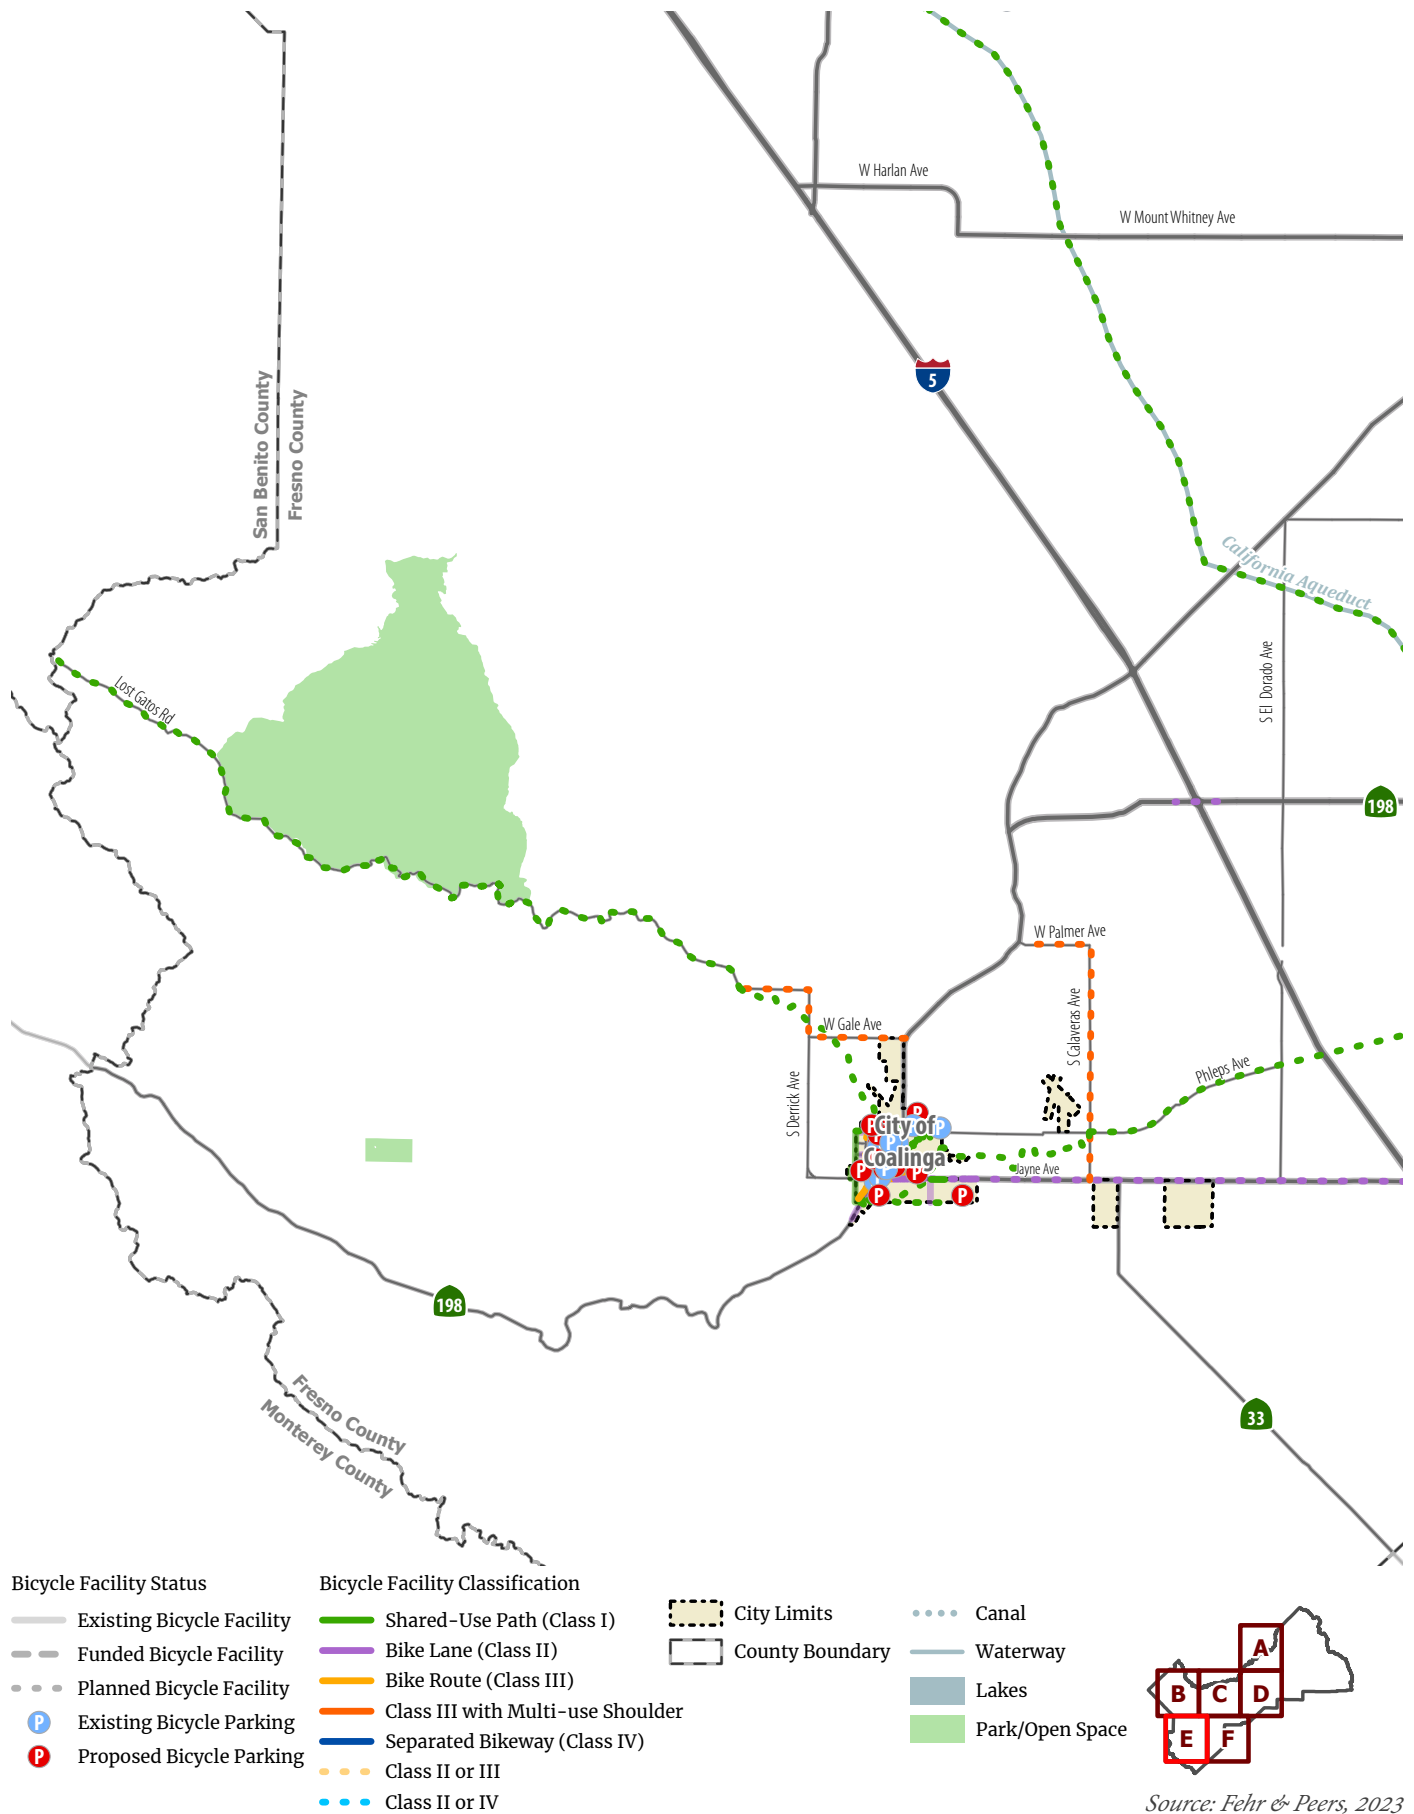 W Harlan Ave
W Mount Whitney Ave
5
San Benito County
Fresno County
California Aqueduct
S El Dorado Ave
Lost Gatos Rd
198
W Palmer Ave
S Calaveras Ave
W Gale Ave
Phleps Ave
S Derrick Ave
P
P
P
P
City of
Coalinga
P
P
P
P
P
P
Jayne Ave
198
33
Fresno County
Monterey County
Bicycle Facility Status
Existing Bicycle Facility
Funded Bicycle Facility
Planned Bicycle Facility
P Existing Bicycle Parking
P Proposed Bicycle Parking
Bicycle Facility Classification
Shared-Use Path (Class I)
Bike Lane (Class II)
Bike Route (Class III)
Class III with Multi-use Shoulder
Separated Bikeway (Class IV)
Class II or III
Class II or IV
City Limits
County Boundary
Canal
Waterway
Lakes
Park/Open Space
A
B C D
E F
Source: Fehr & Peers, 2023